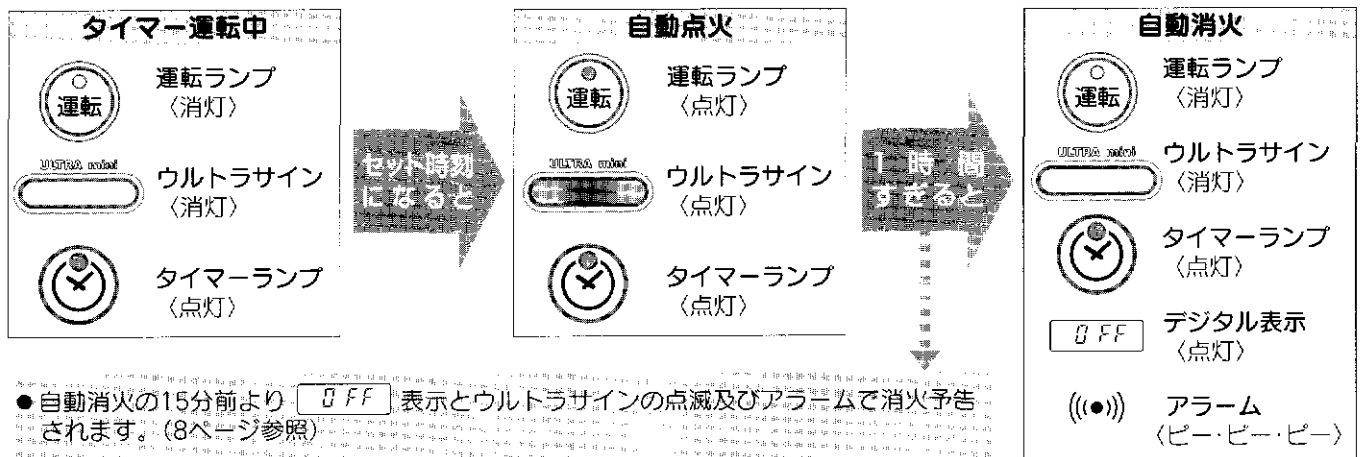 タイマー運転中
運転
運転ランプ
〈消灯〉
ULTRA mini
ウルトラサイン
〈消灯〉
タイマーランプ
〈点灯〉
セット時刻
になると
自動点火
運転
運転ランプ
〈点灯〉
ULTRA mini
ウルトラサイン
〈点灯〉
タイマーランプ
〈点灯〉
1時間
すぎると
自動消火
運転
運転ランプ
〈消灯〉
ULTRA mini
ウルトラサイン
〈消灯〉
タイマーランプ
〈点灯〉
OFF
デジタル表示
〈点灯〉
アラーム
〈ピー・ピー・ピー〉
●自動消火の15分前より OFF 表示とウルトラサインの点滅及びアラームで消火予告
されます。(8ページ参照)